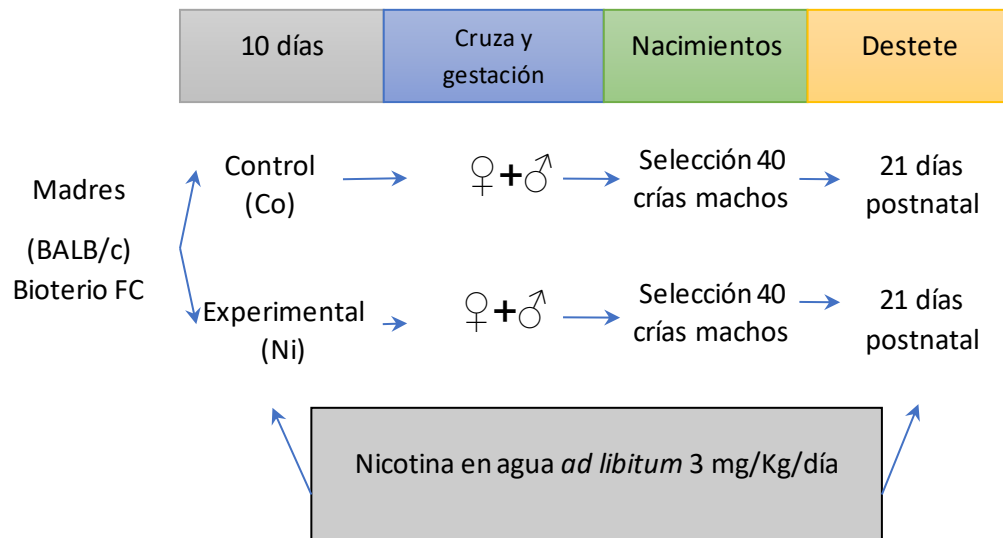 10 días
Cruza y
gestación
Nacimientos
Destete
Madres
(BALB/c)
Bioterio FC
Control
(Co)
♀+♂
Selección 40
crías machos
21 días
postnatal
Experimental
(Ni)
♀+♂
Selección 40
crías machos
21 días
postnatal
Nicotina en agua ad libitum 3 mg/Kg/día